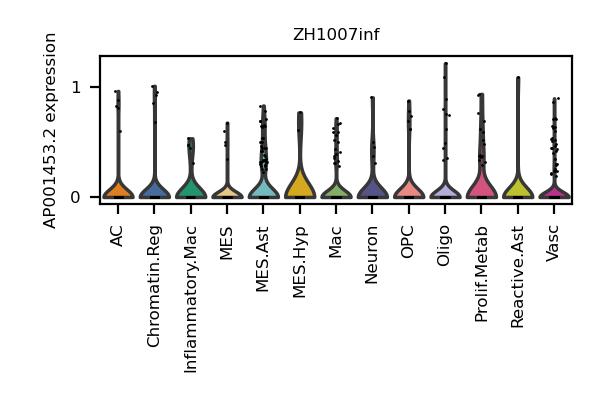 ZH1007inf
AP001453.2 expression
1
0
AC
Chromatin.Reg
Inflammatory.Mac
MES
MES.Ast
MES.Hyp
Mac
Neuron
OPC
Oligo
Prolif.Metab
Reactive.Ast
Vasc